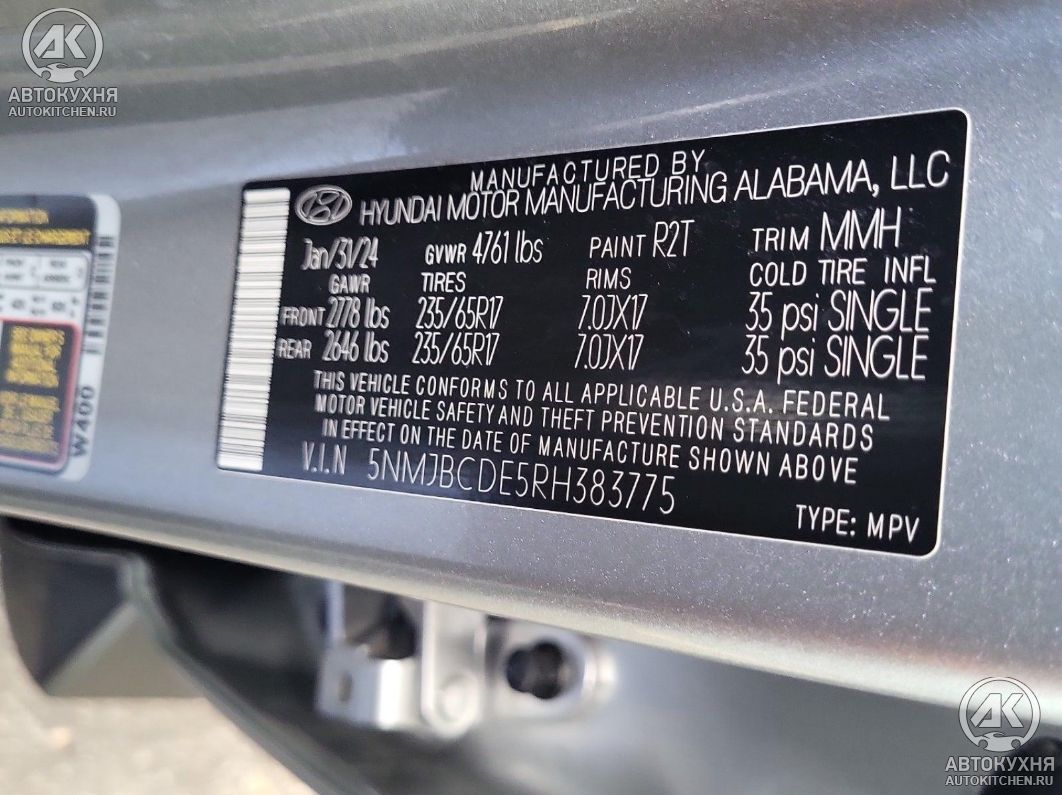 АВТОКУХНЯ
AUTOKITCHEN.RU
MANUFACTURED BY
HYUNDAI MOTOR MANUFACTURING ALABAMA, LLC
Jan/31/24 GVWR 4761 lbs PAINT R2T TRIM MMH
GAWR TIRES RIMS COLD TIRE INFL
FRONT 2778 lbs 235/65R17 7.0JX17 35 psi SINGLE
REAR 2646 lbs 235/65R17 7.0JX17 35 psi SINGLE
THIS VEHICLE CONFORMS TO ALL APPLICABLE U.S.A. FEDERAL
MOTOR VEHICLE SAFETY AND THEFT PREVENTION STANDARDS
IN EFFECT ON THE DATE OF MANUFACTURE SHOWN ABOVE
V.I.N 5NMJBCDE5RH383775
TYPE: MPV
W400
АВТОКУХНЯ
AUTOKITCHEN.RU